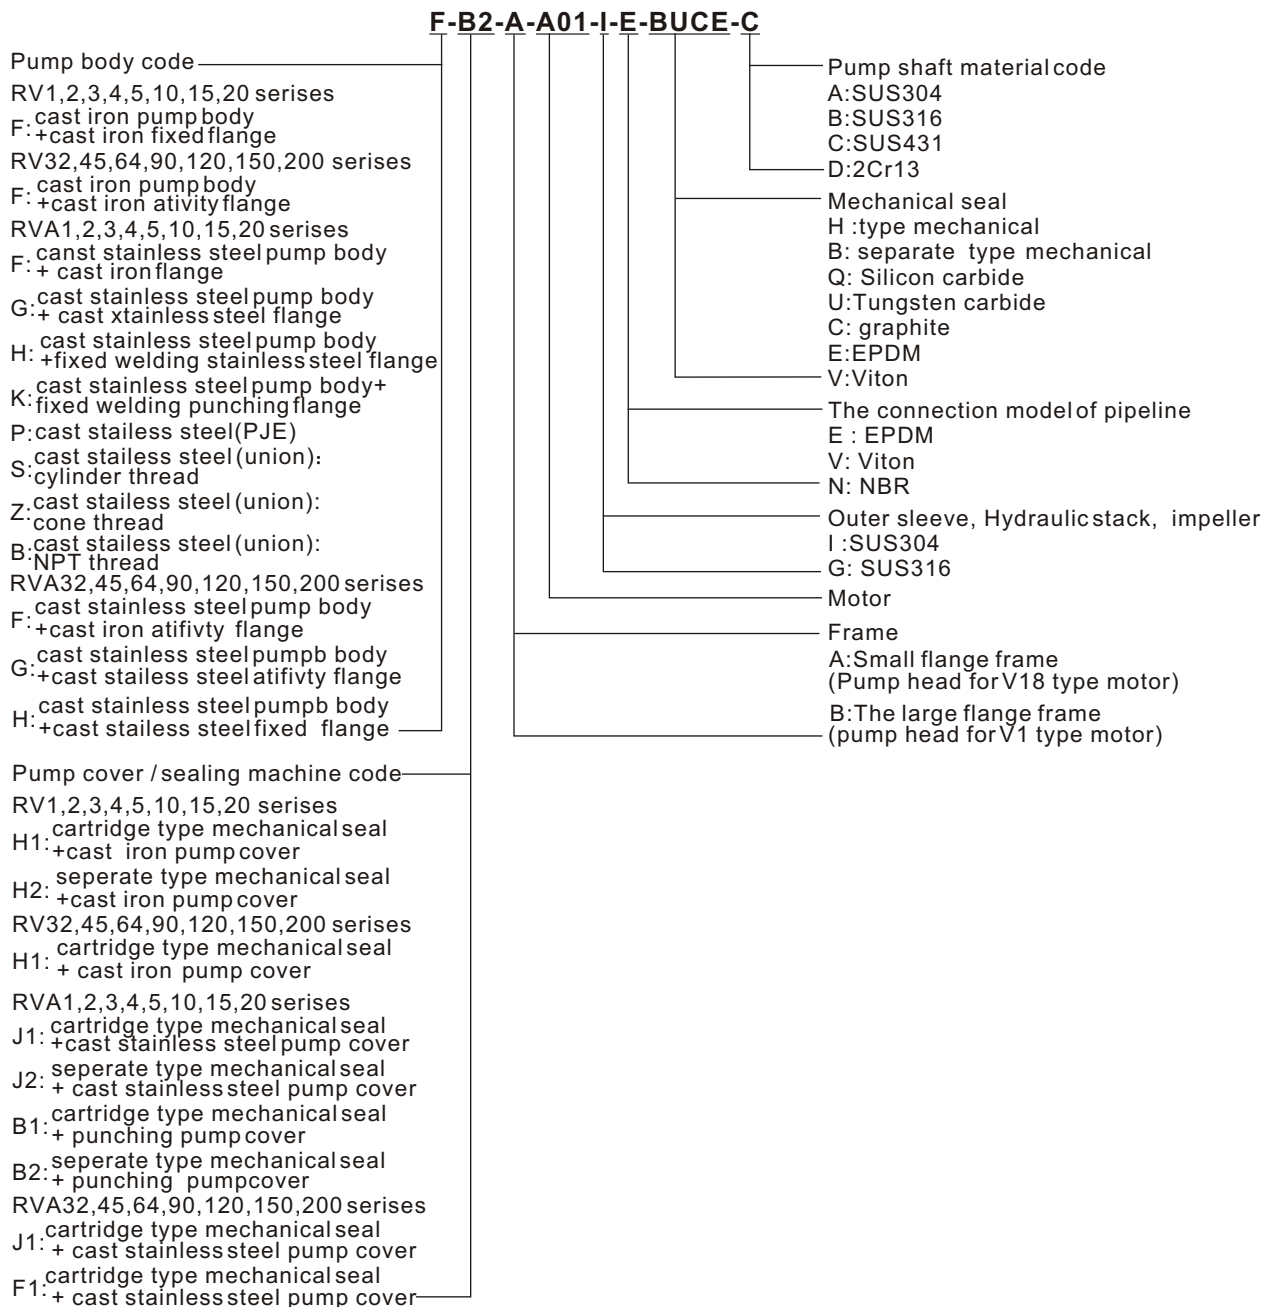 F-B2-A-A01-I-E-BUCE-C
Pump body code
RV1,2,3,4,5,10,15,20 serises
F: cast iron pump body
+cast iron fixed flange
RV32,45,64,90,120,150,200 serises
F: cast iron pump body
+cast iron ativity flange
RVA1,2,3,4,5,10,15,20 serises
F: canst stainless steel pump body
+ cast iron flange
G: cast stainless steel pump body
+ cast xtainless steel flange
H: cast stainless steel pump body
+fixed welding stainless steel flange
K: cast stainless steel pump body+
fixed welding punching flange
P: cast stailess steel(PJE)
S: cast stailess steel(union):
cylinder thread
Z: cast stailess steel(union):
cone thread
B: cast stailess steel(union):
NPT thread
RVA32,45,64,90,120,150,200 serises
F: cast stainless steel pump body
+cast iron atifivty flange
G: cast stainless steel pumpb body
+cast stailess steel atifivty flange
H: cast stainless steel pumpb body
+cast stailess steel fixed flange
Pump cover / sealing machine code
RV1,2,3,4,5,10,15,20 serises
H1: cartridge type mechanical seal
+cast iron pump cover
H2: seperate type mechanical seal
+cast iron pump cover
RV32,45,64,90,120,150,200 serises
H1: cartridge type mechanical seal
+ cast iron pump cover
RVA1,2,3,4,5,10,15,20 serises
J1: cartridge type mechanical seal
+cast stainless steel pump cover
J2: seperate type mechanical seal
+ cast stainless steel pump cover
B1: cartridge type mechanical seal
+ punching pump cover
B2: seperate type mechanical seal
+ punching pumpcover
RVA32,45,64,90,120,150,200 serises
J1: cartridge type mechanical seal
+ cast stainless steel pump cover
F1: cartridge type mechanical seal
+ cast stainless steel pump cover
Pump shaft material code
A:SUS304
B:SUS316
C:SUS431
D:2Cr13
Mechanical seal
H :type mechanical
B: separate type mechanical
Q: Silicon carbide
U:Tungsten carbide
C: graphite
E:EPDM
V:Viton
The connection model of pipeline
E : EPDM
V: Viton
N: NBR
Outer sleeve, Hydraulic stack, impeller
I :SUS304
G: SUS316
Motor
Frame
A:Small flange frame
(Pump head for V18 type motor)
B:The large flange frame
(pump head for V1 type motor)